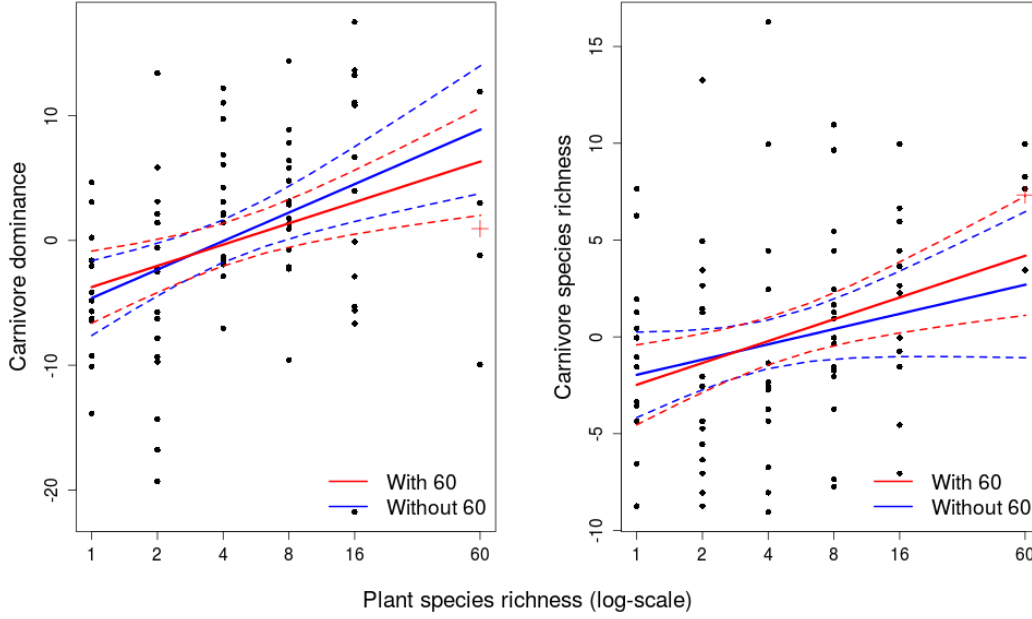 Carnivore dominance
10
0
-10
-20
With 60
Without 60
1 2 4 8 16 60
Carnivore species richness
15
10
5
0
-5
-10
With 60
Without 60
1 2 4 8 16 60
Plant species richness (log-scale)